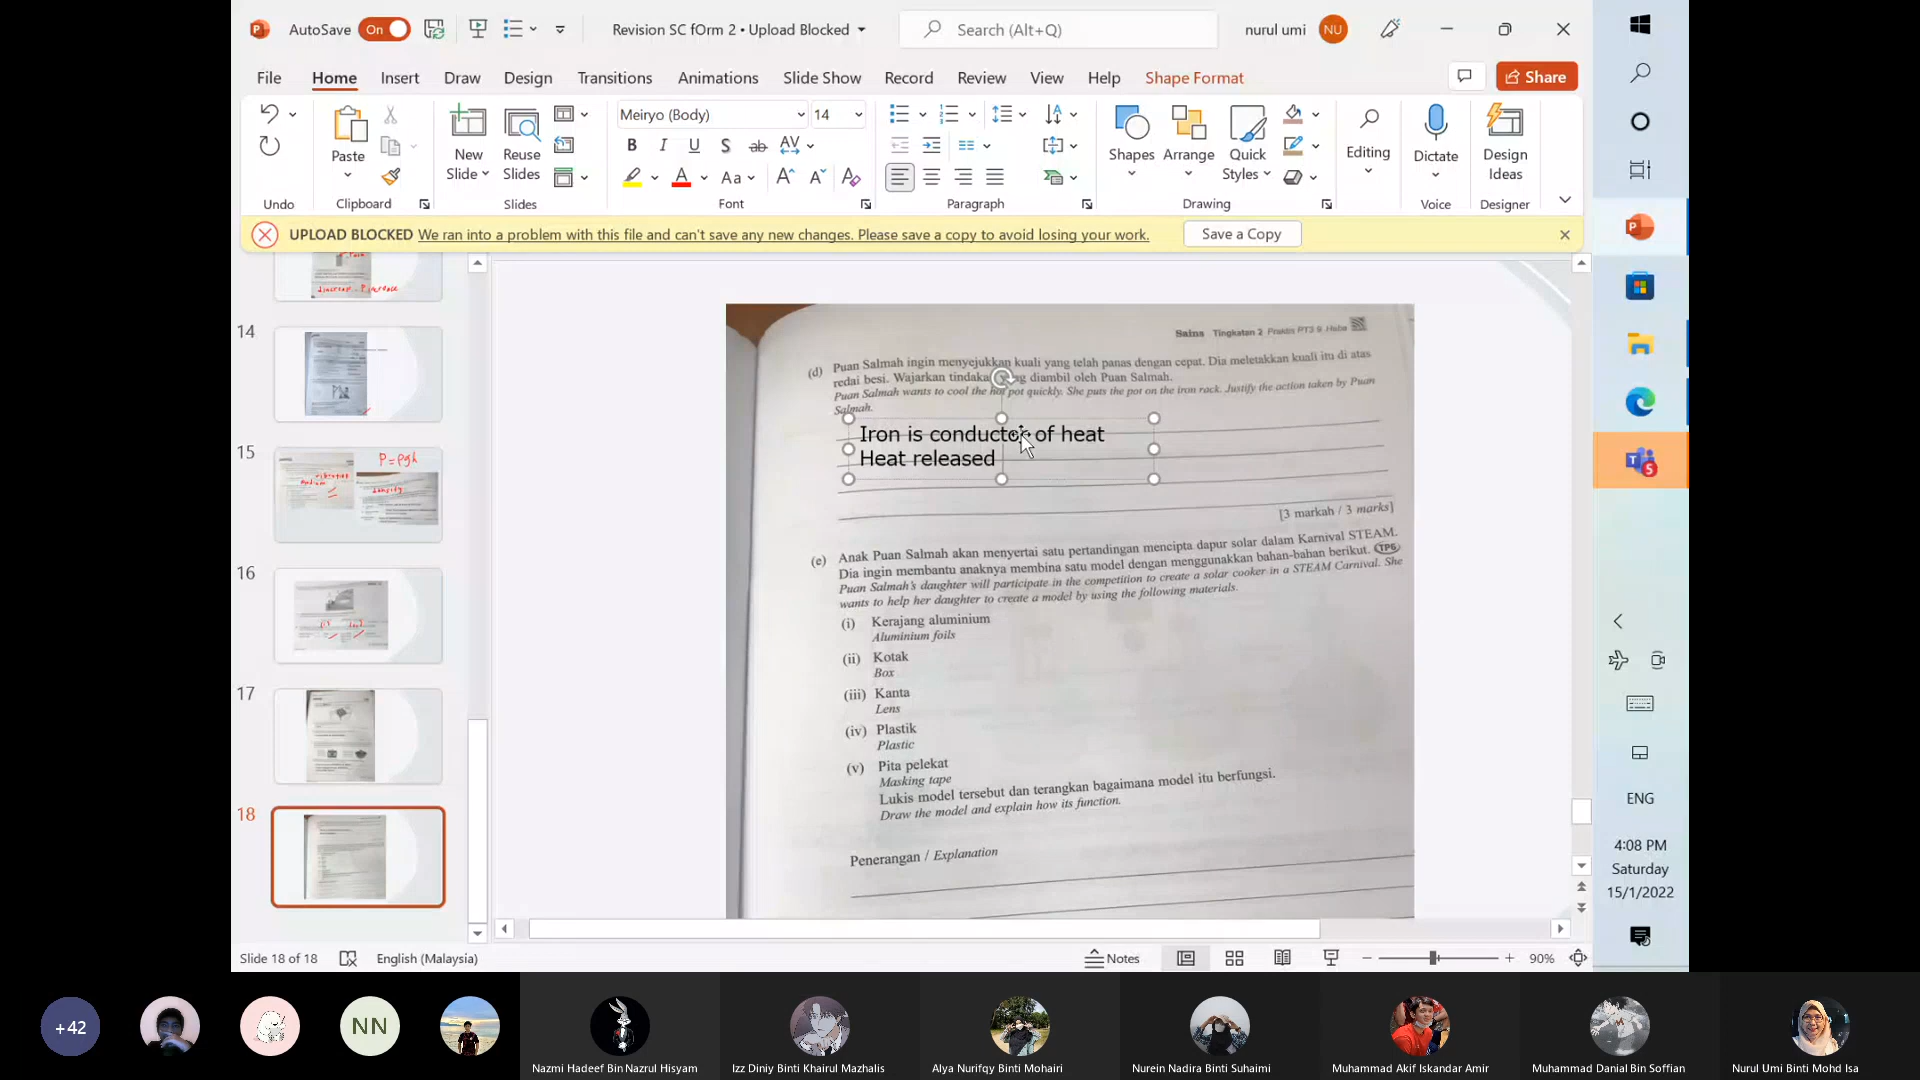 AutoSave On
Revision SC fOrm 2 • Upload Blocked
Search (Alt+Q)
nurul umi NU
File Home Insert Draw Design Transitions Animations Slide Show Record Review View Help Shape Format
Share
Paste
New Slide
Reuse Slides
Meiryo (Body) 14
Shapes
Arrange
Quick Styles
Editing
Dictate
Design Ideas
Undo Clipboard Slides Font Paragraph Drawing Voice Designer
UPLOAD BLOCKED We ran into a problem with this file and can't save any new changes. Please save a copy to avoid losing your work.
Save a Copy
14
15
P=ρgh
16
17
18
Sains Tingkatan 2 Praktis PT3 9 Haba
(d) Puan Salmah ingin menyejukkan kuali yang telah panas dengan cepat. Dia meletakkan kuali itu di atas
redai besi. Wajarkan tindakan yang diambil oleh Puan Salmah.
Puan Salmah wants to cool the hot pot quickly. She puts the pot on the iron rack. Justify the action taken by Puan
Salmah.
Iron is conductor of heat
Heat released
[3 markah / 3 marks]
(e) Anak Puan Salmah akan menyertai satu pertandingan mencipta dapur solar dalam Karnival STEAM.
Dia ingin membantu anaknya membina satu model dengan menggunakkan bahan-bahan berikut. TP6
Puan Salmah's daughter will participate in the competition to create a solar cooker in a STEAM Carnival. She
wants to help her daughter to create a model by using the following materials.
(i) Kerajang aluminium
Aluminium foils
(ii) Kotak
Box
(iii) Kanta
Lens
(iv) Plastik
Plastic
(v) Pita pelekat
Masking tape
Lukis model tersebut dan terangkan bagaimana model itu berfungsi.
Draw the model and explain how its function.
Penerangan / Explanation
Slide 18 of 18
English (Malaysia)
Notes
90%
ENG
4:08 PM
Saturday
15/1/2022
+42
NN
Nazmi Hadeef Bin Nazrul Hisyam
Izz Diniy Binti Khairul Mazhalis
Alya Nurifqy Binti Mohairi
Nurein Nadira Binti Suhaimi
Muhammad Akif Iskandar Amir
Muhammad Danial Bin Soffian
Nurul Umi Binti Mohd Isa